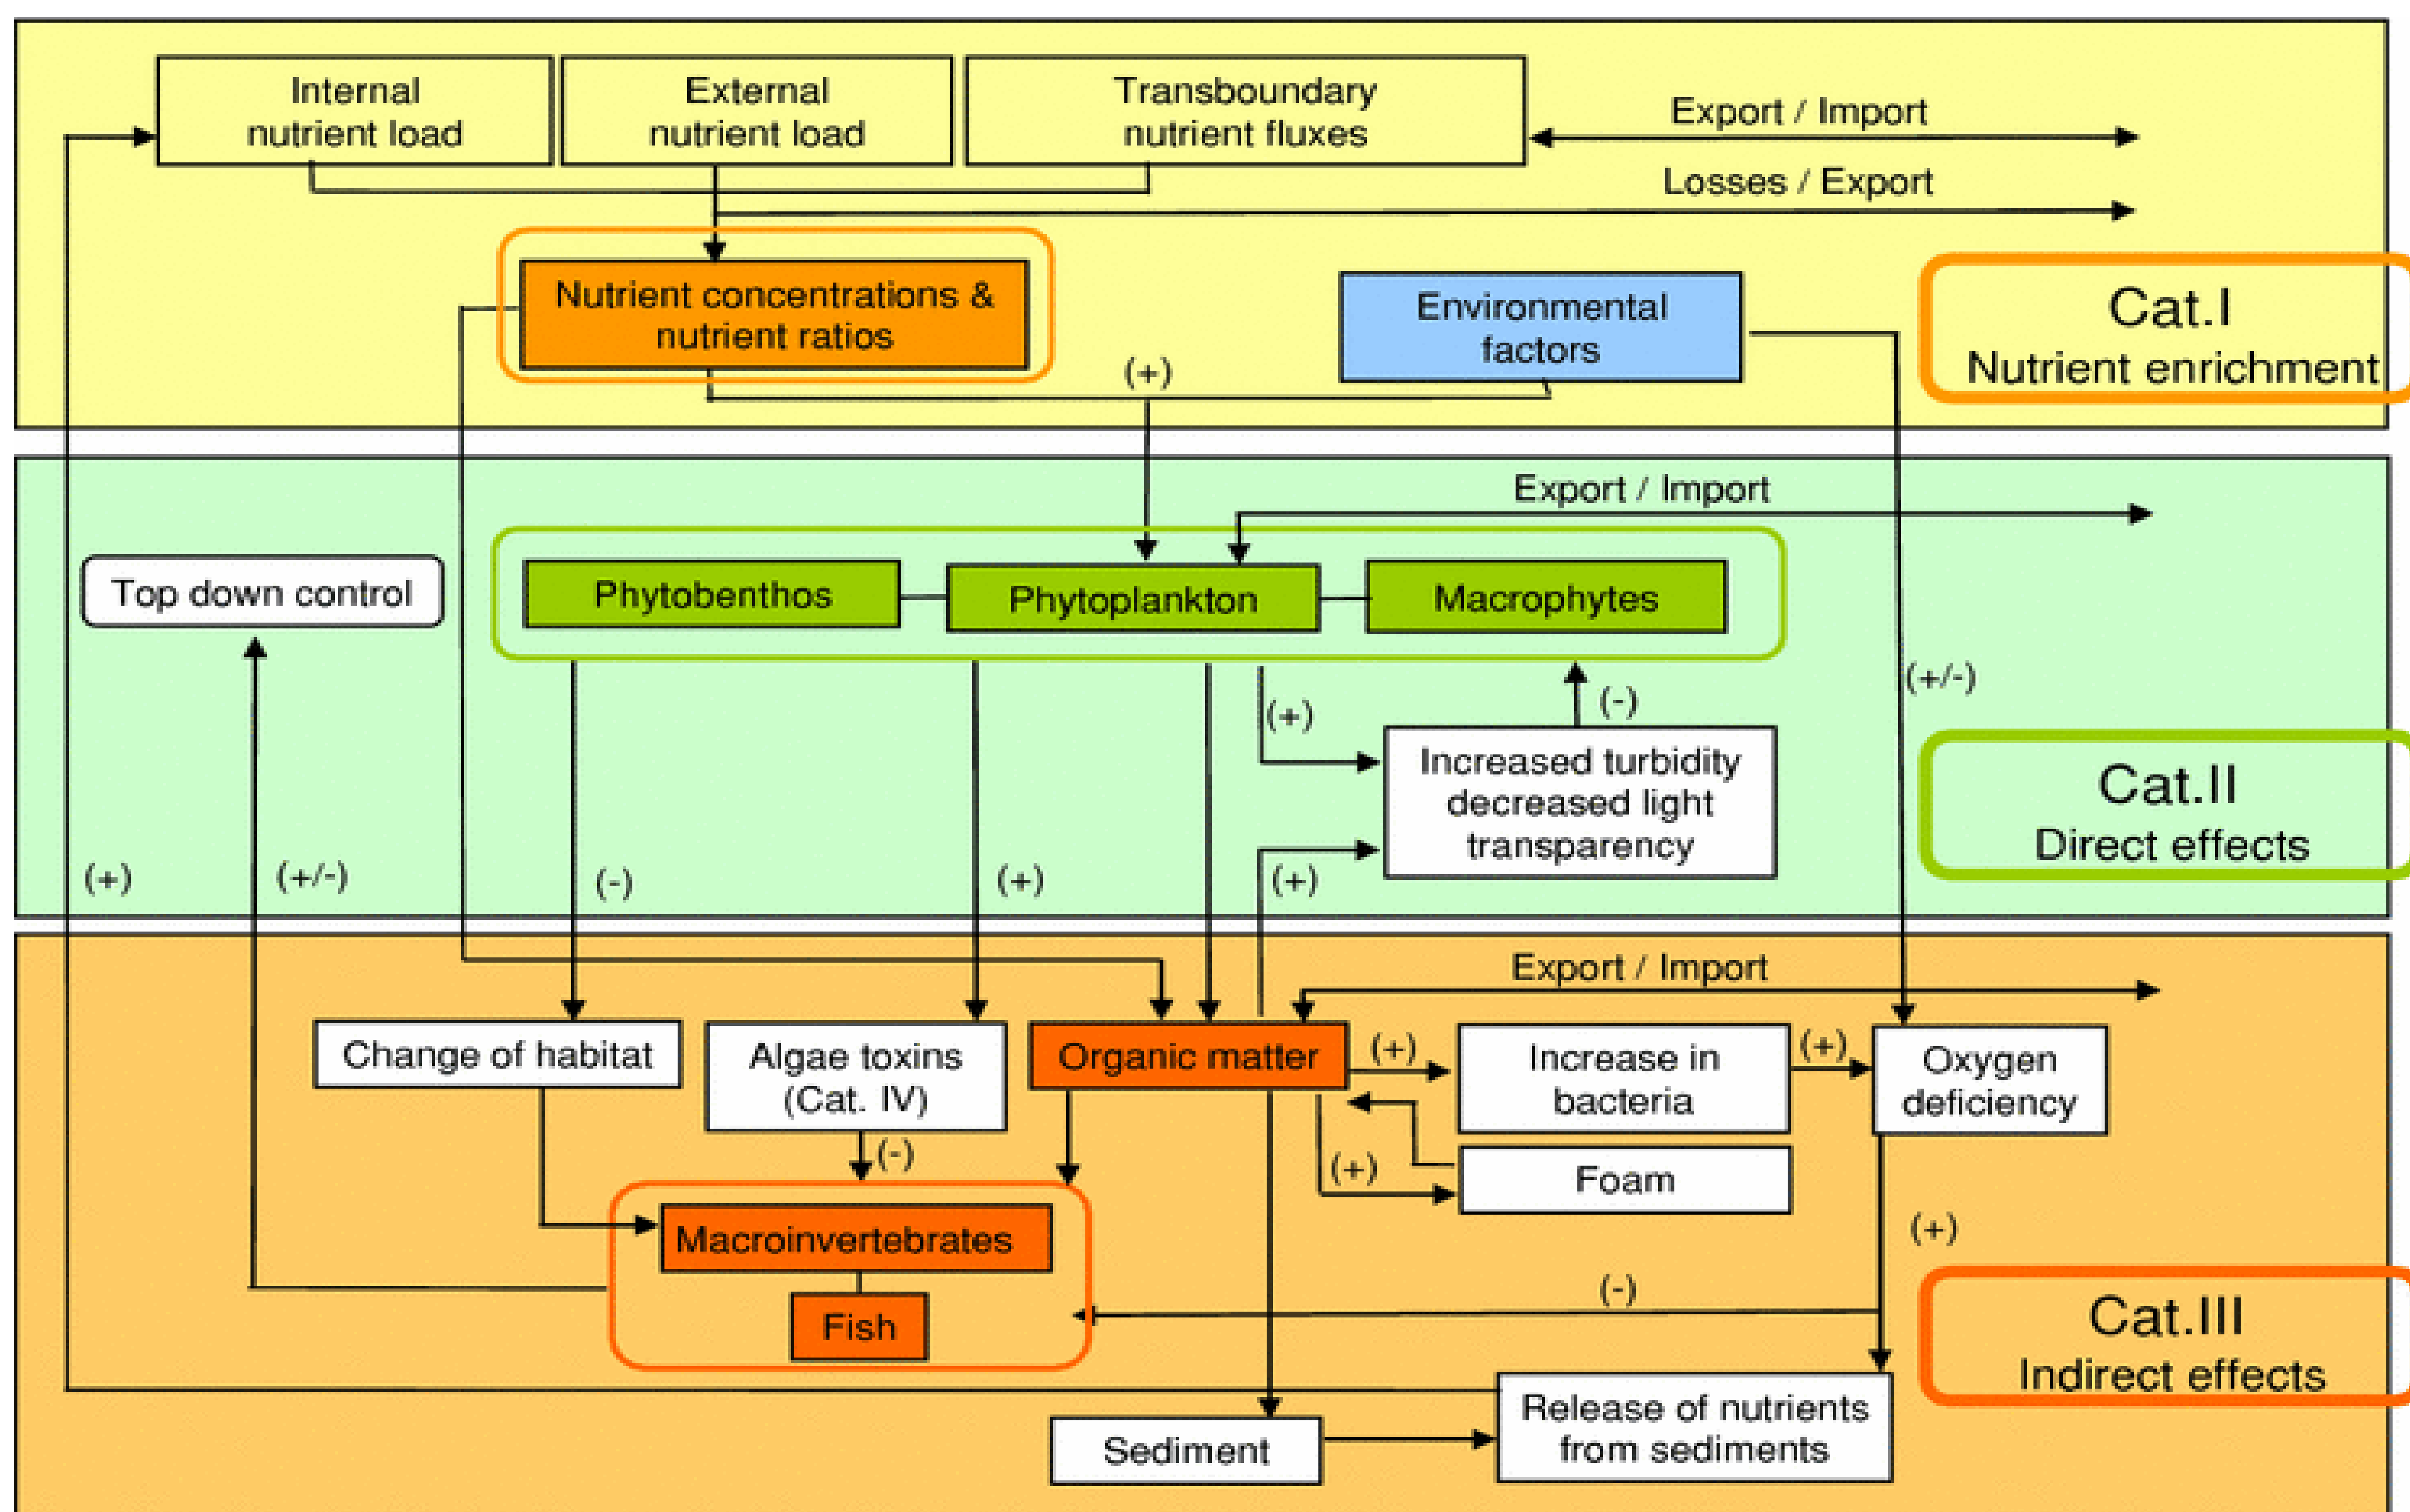 Internal
nutrient load
External
nutrient load
Transboundary
nutrient fluxes
Export / Import
Losses / Export
Nutrient concentrations &
nutrient ratios
Environmental
factors
(+)
Cat.I
Nutrient enrichment
Export / Import
Top down control
Phytobenthos
Phytoplankton
Macrophytes
(+)
(-)
(+/-)
Increased turbidity
decreased light
transparency
Cat.II
Direct effects
(+)
(+/-)
(-)
(+)
(+)
Export / Import
Change of habitat
Algae toxins
(Cat. IV)
Organic matter
(+)
Increase in
bacteria
(+)
Oxygen
deficiency
(-)
(+)
Foam
Macroinvertebrates
(+)
Fish
(-)
Cat.III
Indirect effects
Sediment
Release of nutrients
from sediments